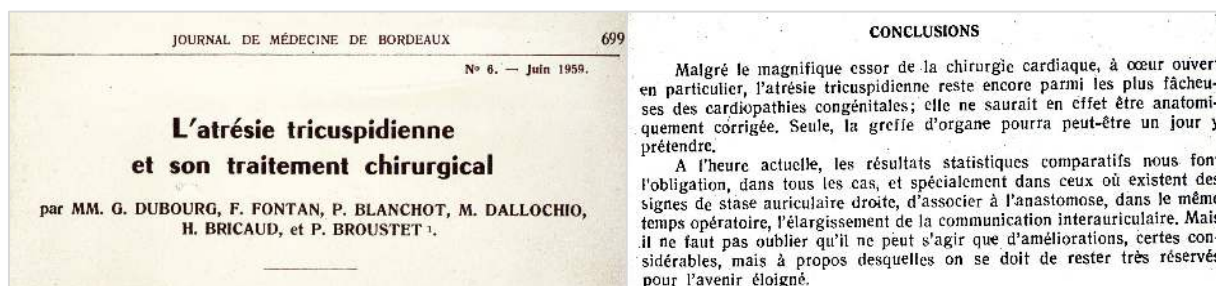 JOURNAL DE MÉDECINE DE BORDEAUX 699
Nº 6. — Juin 1959.
L'atrésie tricuspidienne
et son traitement chirurgical
par MM. G. DUBOURG, F. FONTAN, P. BLANCHOT, M. DALLOCHIO,
H. BRICAUD, et P. BROUSTET ¹.
CONCLUSIONS
Malgré le magnifique essor de la chirurgie cardiaque, à cœur ouvert
en particulier, l'atrésie tricuspidienne reste encore parmi les plus fâcheu-
ses des cardiopathies congénitales; elle ne saurait en effet être anatomi-
quement corrigée. Seule, la greffe d'organe pourra peut-être un jour y
prétendre.
A l'heure actuelle, les résultats statistiques comparatifs nous font
l'obligation, dans tous les cas, et spécialement dans ceux où existent des
signes de stase auriculaire droite, d'associer à l'anastomose, dans le même
temps opératoire, l'élargissement de la communication interauriculaire. Mais
il ne faut pas oublier qu'il ne peut s'agir que d'améliorations, certes con-
sidérables, mais à propos desquelles on se doit de rester très réservés
pour l'avenir éloigné.